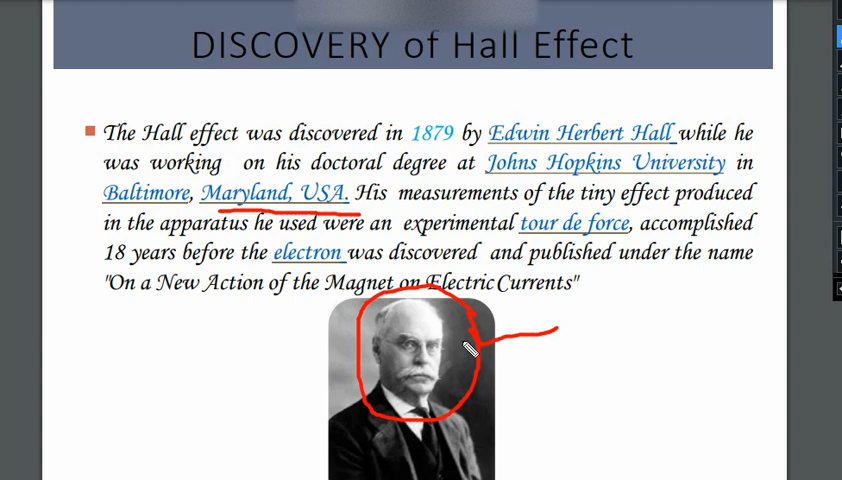 DISCOVERY of Hall Effect
The Hall effect was discovered in 1879 by Edwin Herbert Hall while he
was working on his doctoral degree at Johns Hopkins University in
Baltimore, Maryland, USA. His measurements of the tiny effect produced
in the apparatus he used were an experimental tour de force, accomplished
18 years before the electron was discovered and published under the name
"On a New Action of the Magnet on Electric Currents"